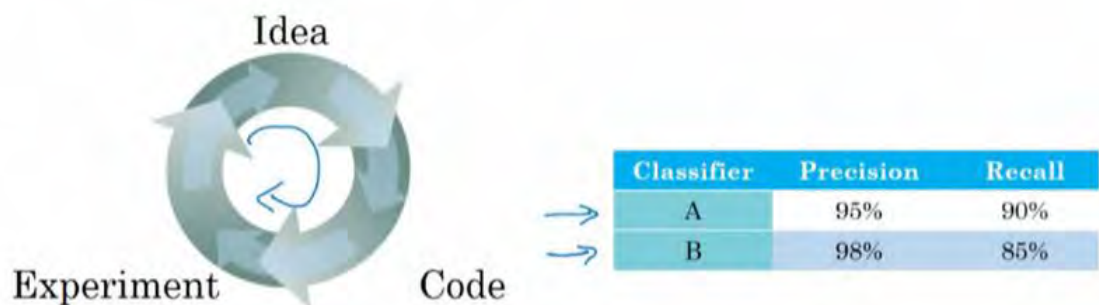 Idea
Experiment
Code
Classifier Precision Recall
A 95% 90%
B 98% 85%